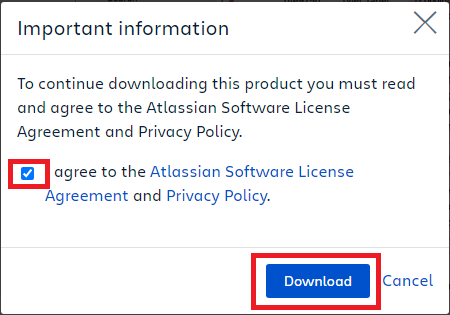 Important information
To continue downloading this product you must read
and agree to the Atlassian Software License
Agreement and Privacy Policy.
agree to the Atlassian Software License
Agreement and Privacy Policy.
Download Cancel